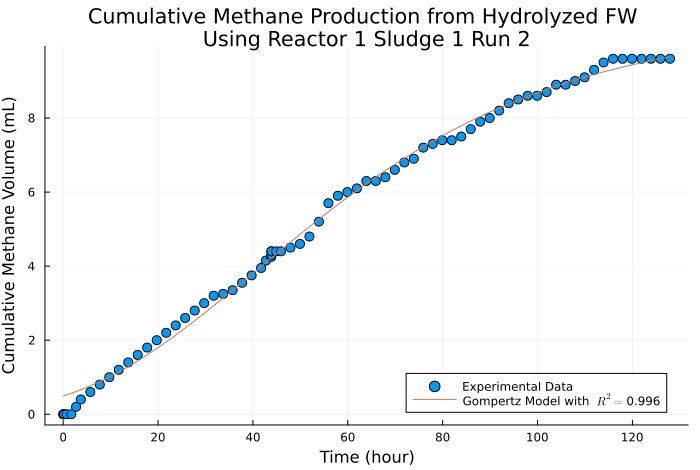 Cumulative Methane Production from Hydrolyzed FW
Using Reactor 1 Sludge 1 Run 2
Cumulative Methane Volume (mL)
8
6
4
2
0
0 20 40 60 80 100 120
Time (hour)
Experimental Data
Gompertz Model with R² = 0.996